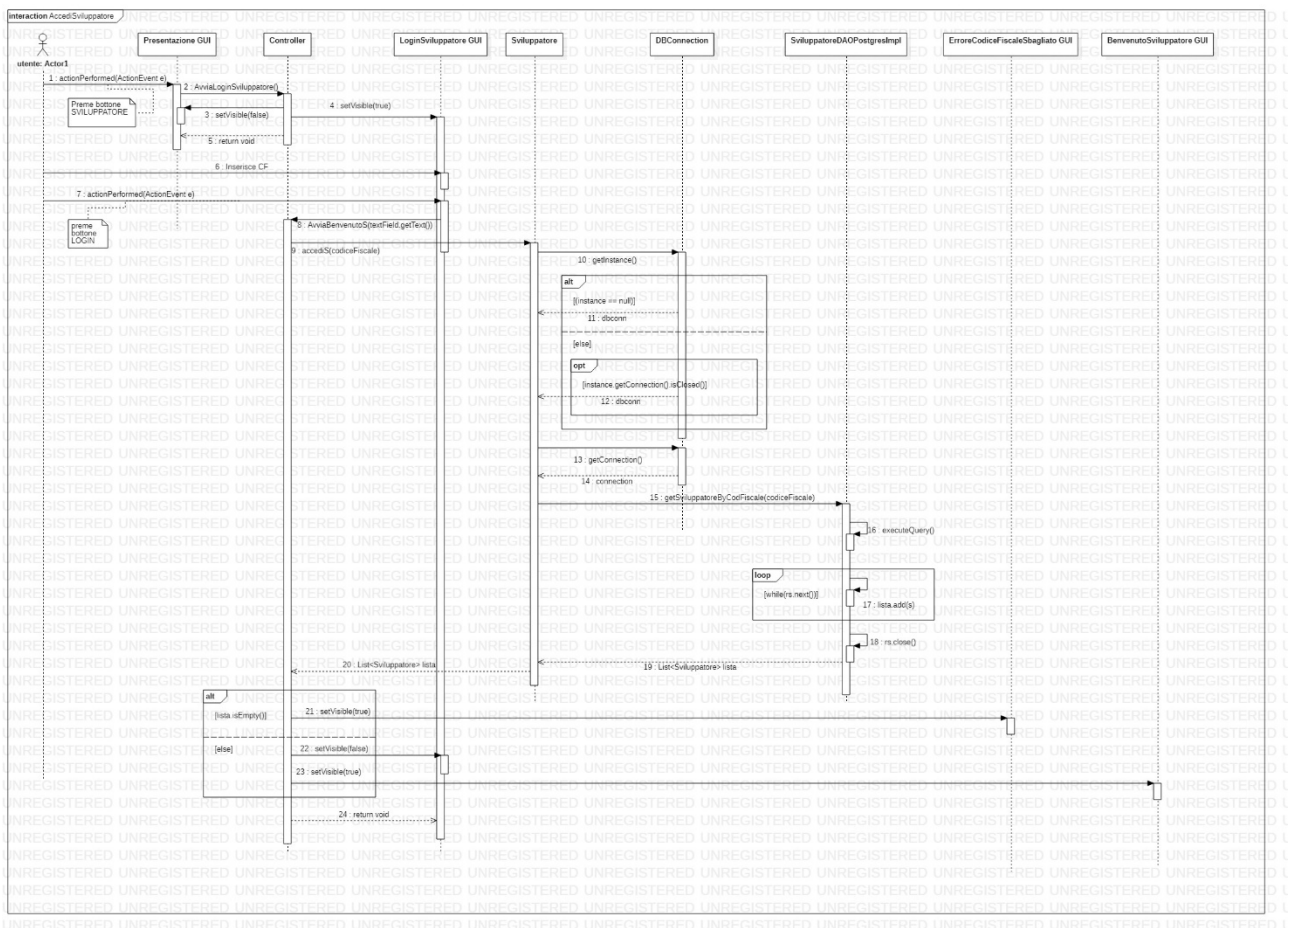 interaction AccediSviluppatore
utente: Actor1
Presentazione GUI
Controller
LoginSviluppatore GUI
Sviluppatore
DBConnection
SviluppatoreDAOPostgresImpl
ErroreCodiceFiscaleSbagliato GUI
BenvenutoSviluppatore GUI
1 : actionPerformed(ActionEvent e)
2 : AvviaLoginSviluppatore()
Preme bottone
SVILUPPATORE
3 : setVisible(false)
4 : setVisible(true)
5 : return void
6 : Inserisce CF
7 : actionPerformed(ActionEvent e)
preme
bottone
LOGIN
8 : AvviaBenvenutoS(textField.getText())
9 : accediS(codiceFiscale)
10 : getInstance()
alt
[(instance == null)]
11 : dbconn
[else]
opt
[instance.getConnection().isClosed()]
12 : dbconn
13 : getConnection()
14 : connection
15 : getSviluppatoreByCodFiscale(codiceFiscale)
16 : executeQuery()
loop
[while(rs.next())]
17 : lista.add(s)
18 : rs.close()
19 : List<Sviluppatore> lista
20 : List<Sviluppatore> lista
alt
[lista.isEmpty()]
21 : setVisible(true)
[else]
22 : setVisible(false)
23 : setVisible(true)
24 : return void
UNREGISTERED